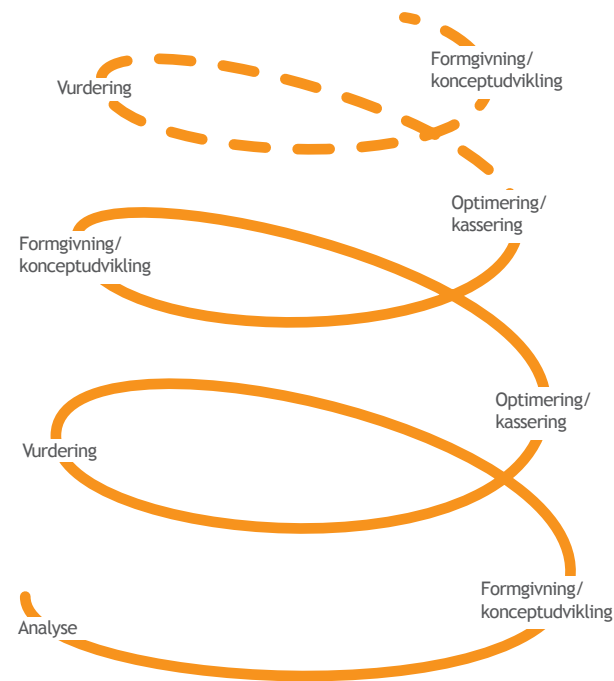 Formgivning/
konceptudvikling
Vurdering
Optimering/
kassering
Formgivning/
konceptudvikling
Optimering/
kassering
Vurdering
Formgivning/
konceptudvikling
Analyse